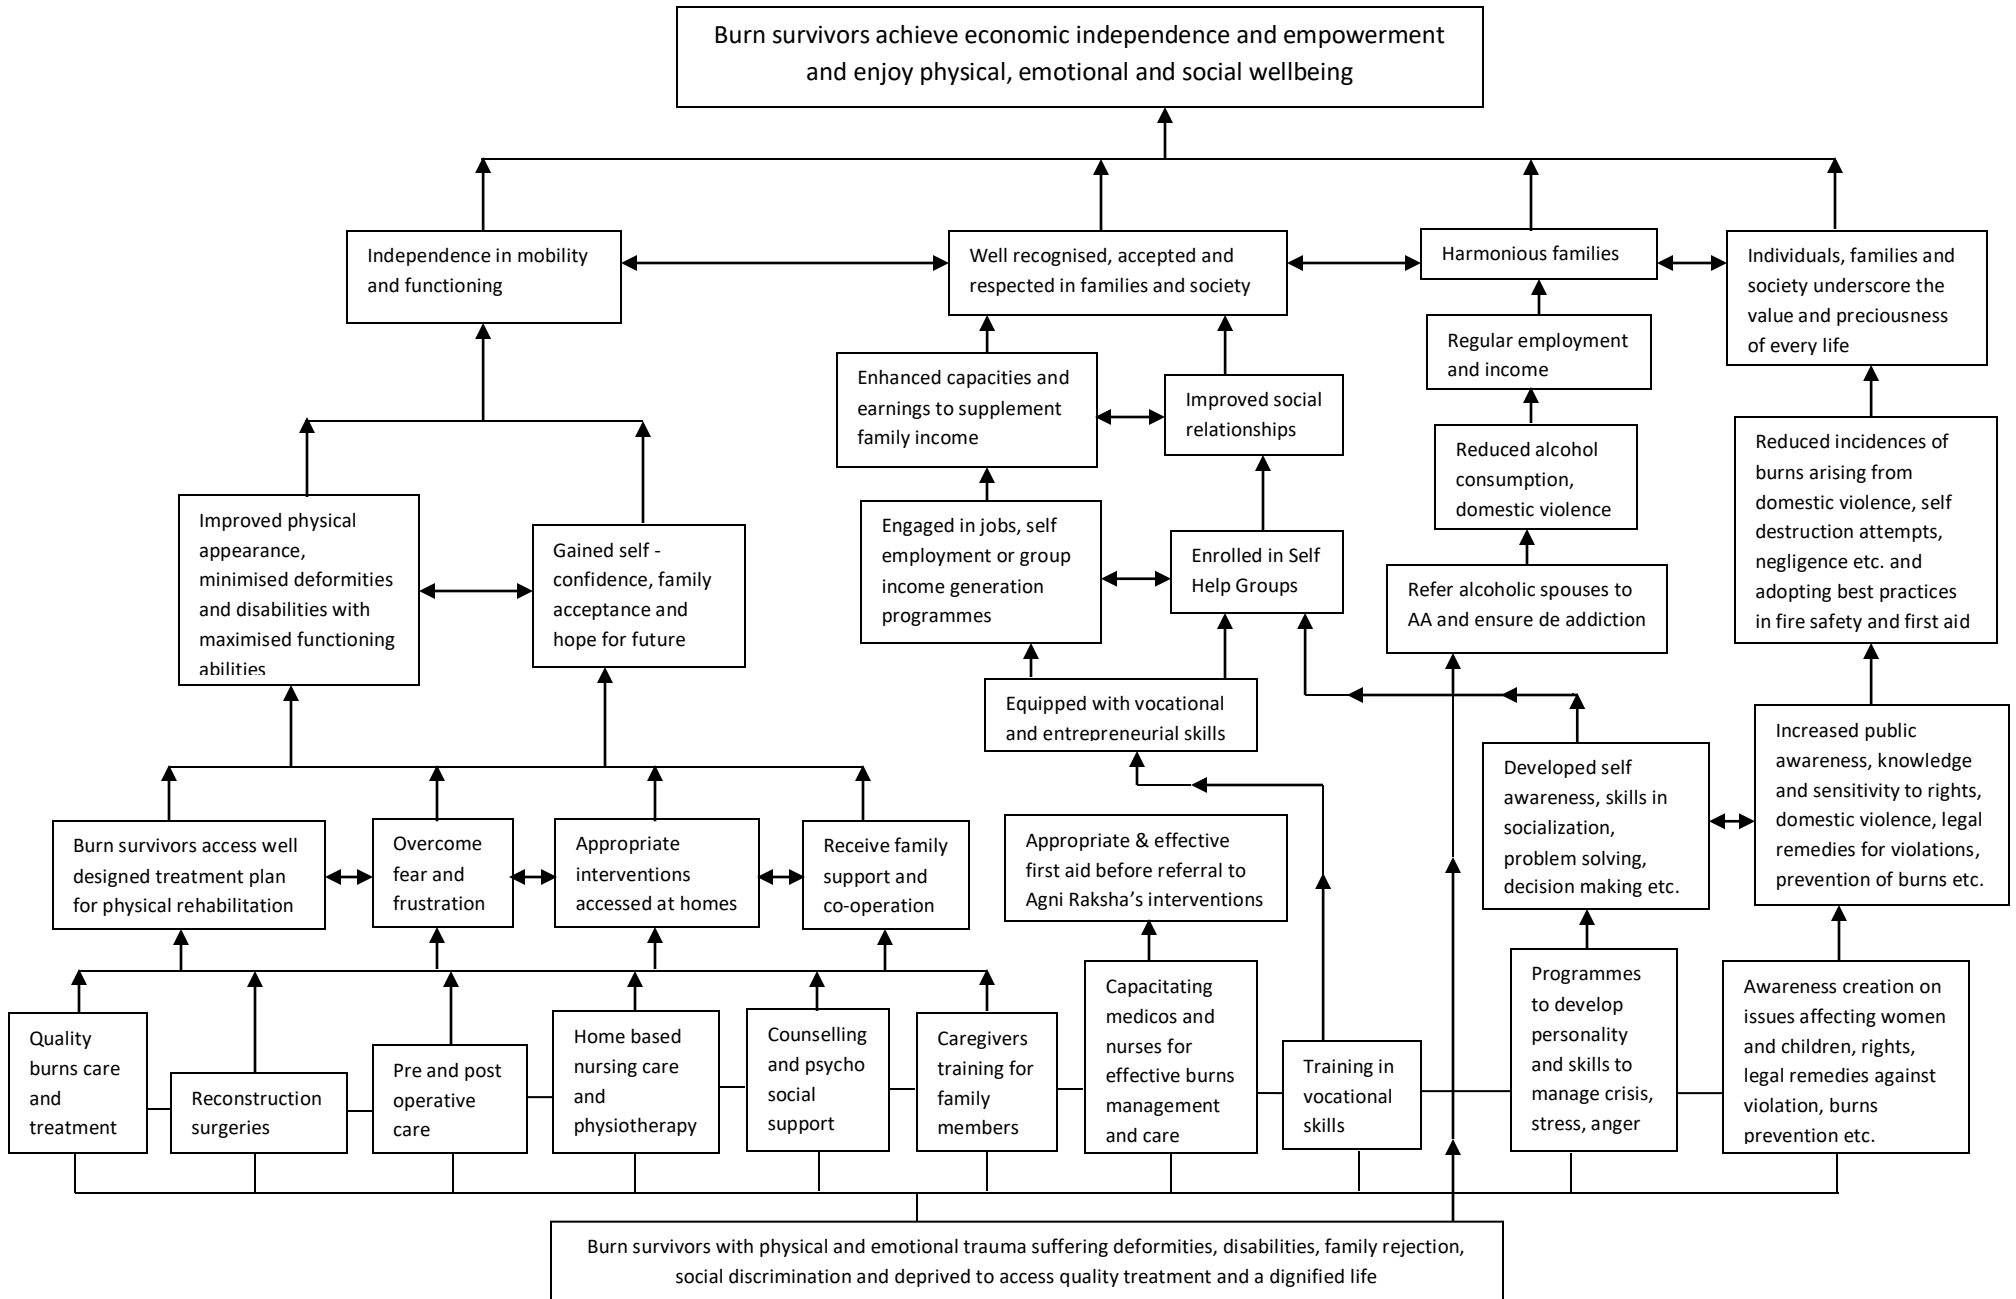 Burn survivors achieve economic independence and empowerment
and enjoy physical, emotional and social wellbeing
Independence in mobility
and functioning
Well recognised, accepted and
respected in families and society
Harmonious families
Individuals, families and
society underscore the
value and preciousness
of every life
Regular employment
and income
Enhanced capacities and
earnings to supplement
family income
Improved social
relationships
Reduced alcohol
consumption,
domestic violence
Reduced incidences of
burns arising from
domestic violence, self
destruction attempts,
negligence etc. and
adopting best practices
in fire safety and first aid
Improved physical
appearance,
minimised deformities
and disabilities with
maximised functioning
abilities
Gained self -
confidence, family
acceptance and
hope for future
Engaged in jobs, self
employment or group
income generation
programmes
Enrolled in Self
Help Groups
Refer alcoholic spouses to
AA and ensure de addiction
Equipped with vocational
and entrepreneurial skills
Increased public
awareness, knowledge
and sensitivity to rights,
domestic violence, legal
remedies for violations,
prevention of burns etc.
Developed self
awareness, skills in
socialization,
problem solving,
decision making etc.
Burn survivors access well
designed treatment plan
for physical rehabilitation
Overcome
fear and
frustration
Appropriate
interventions
accessed at homes
Receive family
support and
co-operation
Appropriate & effective
first aid before referral to
Agni Raksha’s interventions
Quality
burns care
and
treatment
Reconstruction
surgeries
Pre and post
operative
care
Home based
nursing care
and
physiotherapy
Counselling
and psycho
social
support
Caregivers
training for
family
members
Capacitating
medicos and
nurses for
effective burns
management
and care
Training in
vocational
skills
Programmes
to develop
personality
and skills to
manage crisis,
stress, anger
Awareness creation on
issues affecting women
and children, rights,
legal remedies against
violation, burns
prevention etc.
Burn survivors with physical and emotional trauma suffering deformities, disabilities, family rejection,
social discrimination and deprived to access quality treatment and a dignified life